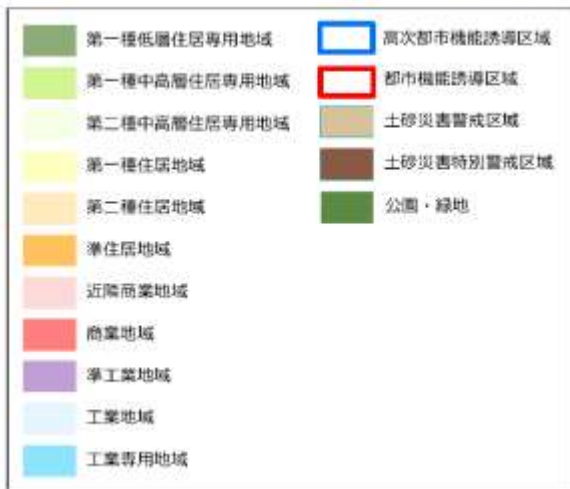 第一種低層住居専用地域
第一種中高層住居専用地域
第二種中高層住居専用地域
第一種住居地域
第二種住居地域
準住居地域
近隣商業地域
商業地域
準工業地域
工業地域
工業専用地域
高次都市機能誘導区域
都市機能誘導区域
土砂災害警戒区域
土砂災害特別警戒区域
公園・緑地